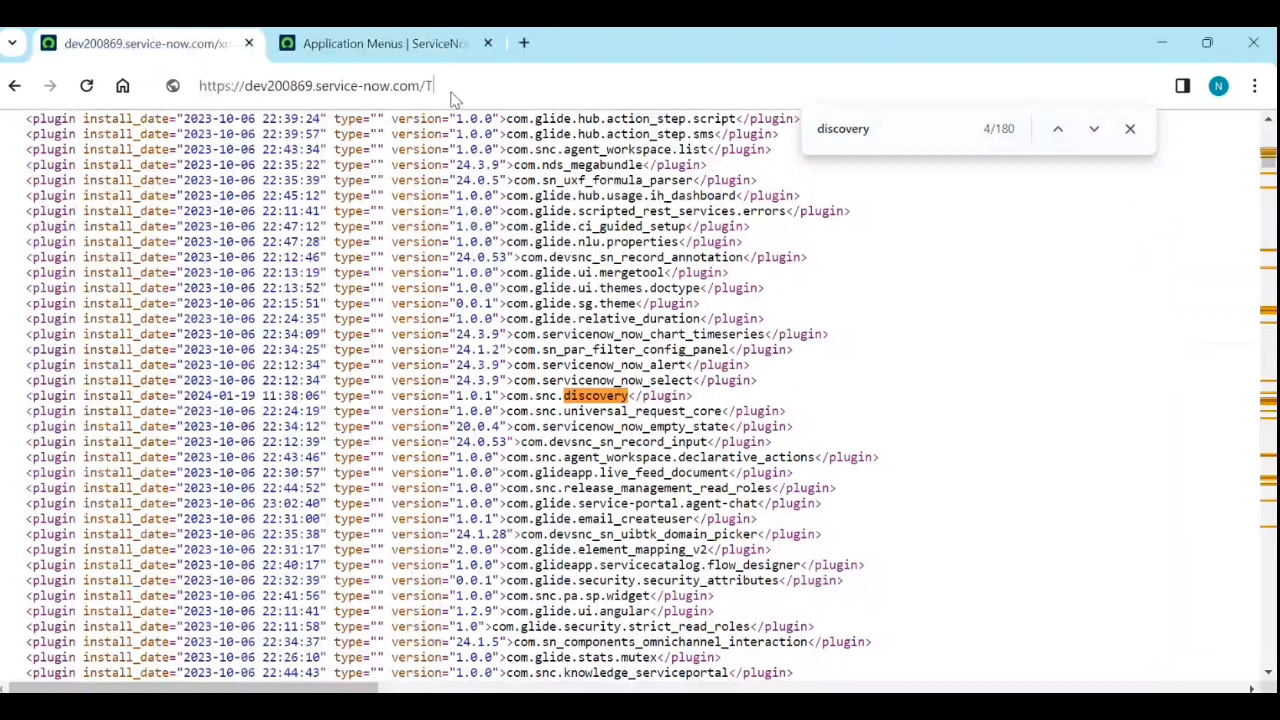 dev200869.service-now.com/xm
Application Menus | ServiceNo
https://dev200869.service-now.com/T
N
discovery
4/180
<plugin install_date="2023-10-06 22:39:24" type="" version="1.0.0">com.glide.hub.action_step.script</plugin>
<plugin install_date="2023-10-06 22:39:57" type="" version="1.0.0">com.glide.hub.action_step.sms</plugin>
<plugin install_date="2023-10-06 22:43:34" type="" version="1.0.0">com.snc.agent_workspace.list</plugin>
<plugin install_date="2023-10-06 22:35:22" type="" version="24.3.9">com.nds_megabundle</plugin>
<plugin install_date="2023-10-06 22:35:39" type="" version="24.0.5">com.sn_uxf_formula_parser</plugin>
<plugin install_date="2023-10-06 22:45:12" type="" version="1.0.0">com.glide.hub.usage.ih_dashboard</plugin>
<plugin install_date="2023-10-06 22:11:41" type="" version="1.0.0">com.glide.scripted_rest_services.errors</plugin>
<plugin install_date="2023-10-06 22:47:12" type="" version="1.0.0">com.glide.ci_guided_setup</plugin>
<plugin install_date="2023-10-06 22:47:28" type="" version="1.0.0">com.glide.nlu.properties</plugin>
<plugin install_date="2023-10-06 22:12:46" type="" version="24.0.53">com.devsnc_sn_record_annotation</plugin>
<plugin install_date="2023-10-06 22:13:19" type="" version="1.0.0">com.glide.ui.mergetool</plugin>
<plugin install_date="2023-10-06 22:13:52" type="" version="1.0.0">com.glide.ui.themes.doctype</plugin>
<plugin install_date="2023-10-06 22:15:51" type="" version="0.0.1">com.glide.sg.theme</plugin>
<plugin install_date="2023-10-06 22:24:35" type="" version="1.0.0">com.glide.relative_duration</plugin>
<plugin install_date="2023-10-06 22:34:09" type="" version="24.3.9">com.servicenow_now_chart_timeseries</plugin>
<plugin install_date="2023-10-06 22:34:25" type="" version="24.1.2">com.sn_par_filter_config_panel</plugin>
<plugin install_date="2023-10-06 22:12:34" type="" version="24.3.9">com.servicenow_now_alert</plugin>
<plugin install_date="2023-10-06 22:12:34" type="" version="24.3.9">com.servicenow_now_select</plugin>
<plugin install_date="2024-01-19 11:38:06" type="" version="1.0.1">com.snc.discovery</plugin>
<plugin install_date="2023-10-06 22:24:19" type="" version="1.0.0">com.snc.universal_request_core</plugin>
<plugin install_date="2023-10-06 22:34:12" type="" version="20.0.4">com.servicenow_now_empty_state</plugin>
<plugin install_date="2023-10-06 22:12:39" type="" version="24.0.53">com.devsnc_sn_record_input</plugin>
<plugin install_date="2023-10-06 22:43:46" type="" version="1.0.0">com.snc.agent_workspace.declarative_actions</plugin>
<plugin install_date="2023-10-06 22:30:57" type="" version="1.0.0">com.glideapp.live_feed_document</plugin>
<plugin install_date="2023-10-06 22:44:52" type="" version="1.0.0">com.snc.release_management_read_roles</plugin>
<plugin install_date="2023-10-06 23:02:40" type="" version="1.0.0">com.glide.service-portal.agent-chat</plugin>
<plugin install_date="2023-10-06 22:31:00" type="" version="1.0.1">com.glide.email_createuser</plugin>
<plugin install_date="2023-10-06 22:35:38" type="" version="24.1.28">com.devsnc_sn_uibtk_domain_picker</plugin>
<plugin install_date="2023-10-06 22:31:17" type="" version="2.0.0">com.glide.element_mapping_v2</plugin>
<plugin install_date="2023-10-06 22:40:17" type="" version="1.0.0">com.glideapp.servicecatalog.flow_designer</plugin>
<plugin install_date="2023-10-06 22:32:39" type="" version="0.0.1">com.glide.security.security_attributes</plugin>
<plugin install_date="2023-10-06 22:41:56" type="" version="1.0.0">com.snc.pa.sp.widget</plugin>
<plugin install_date="2023-10-06 22:11:41" type="" version="1.2.9">com.glide.ui.angular</plugin>
<plugin install_date="2023-10-06 22:11:58" type="" version="1.0">com.glide.security.strict_read_roles</plugin>
<plugin install_date="2023-10-06 22:34:37" type="" version="24.1.5">com.sn_components_omnichannel_interaction</plugin>
<plugin install_date="2023-10-06 22:26:10" type="" version="1.0.0">com.glide.stats.mutex</plugin>
<plugin install_date="2023-10-06 22:44:43" type="" version="1.0.0">com.snc.knowledge_serviceportal</plugin>